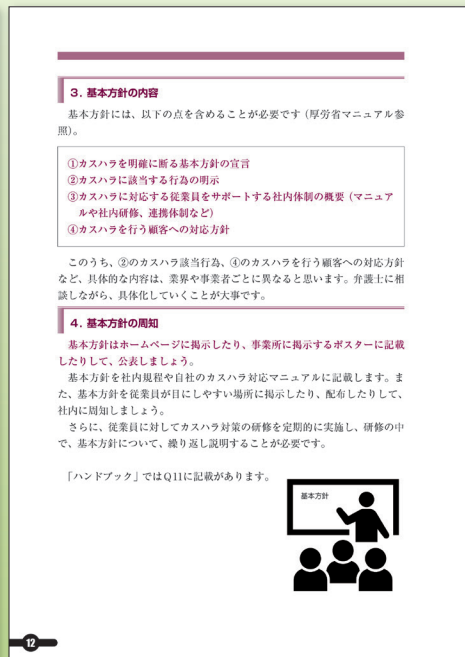 3. 基本方針の内容
基本方針には、以下の点を含めることが必要です（厚労省マニュアル参
照）。
①カスハラを明確に断る基本方針の宣言
②カスハラに該当する行為の明示
③カスハラに対応する従業員をサポートする社内体制の概要（マニュア
ルや社内研修、連携体制など）
④カスハラを行う顧客への対応方針
このうち、②のカスハラ該当行為、④のカスハラを行う顧客への対応方針
など、具体的な内容は、業界や事業者ごとに異なると思います。弁護士に相
談しながら、具体化していくことが大事です。
4. 基本方針の周知
基本方針はホームページに掲示したり、事業所に掲示するポスターに記載
したりして、公表しましょう。
基本方針を社内規程や自社のカスハラ対応マニュアルに記載します。ま
た、基本方針を従業員が目にしやすい場所に掲示したり、配布したりして、
社内に周知しましょう。
さらに、従業員に対してカスハラ対策の研修を定期的に実施し、研修の中
で、基本方針について、繰り返し説明することが必要です。
「ハンドブック」ではQ11に記載があります。
基本方針
12